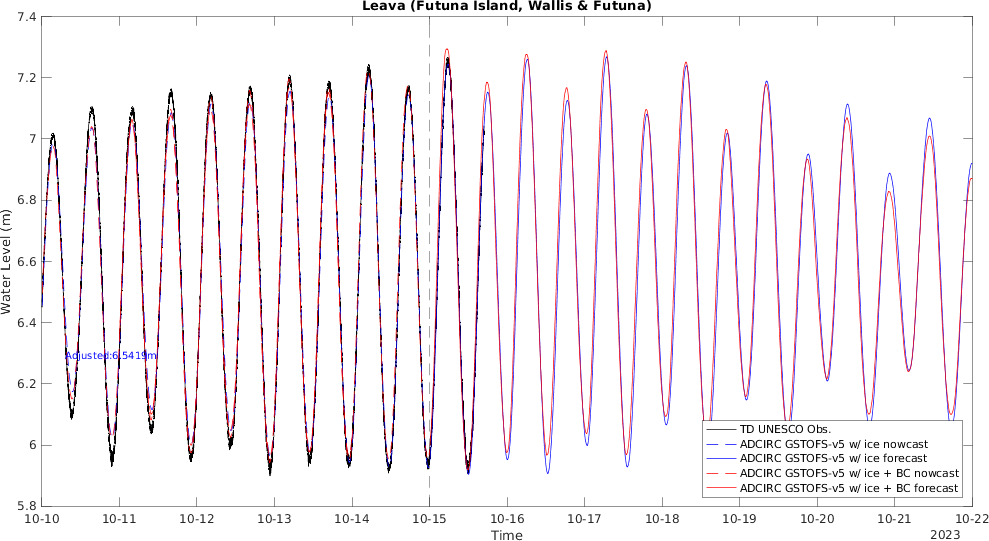 Leava (Futuna Island, Wallis & Futuna)
7.4
7.2
7
6.8
6.6
6.4
6.2
6
5.8
Water Level (m)
Adjusted:6.5419m
TD UNESCO Obs.
ADCIRC GSTOFS-v5 w/ ice nowcast
ADCIRC GSTOFS-v5 w/ ice forecast
ADCIRC GSTOFS-v5 w/ ice + BC nowcast
ADCIRC GSTOFS-v5 w/ ice + BC forecast
10-10 10-11 10-12 10-13 10-14 10-15 10-16 10-17 10-18 10-19 10-20 10-21 10-22
Time
2023